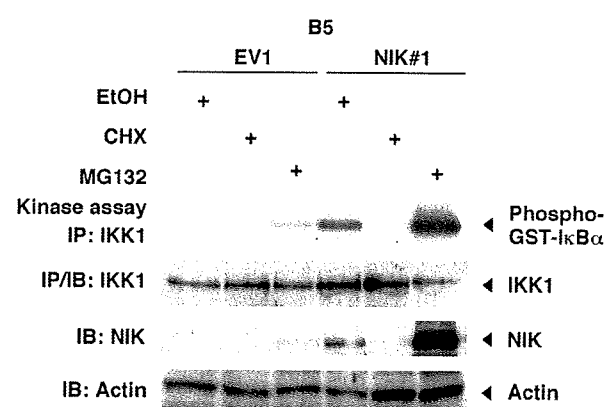 B5
EV1 NIK#1
EtOH + +
CHX + +
MG132 + +
Kinase assay
IP: IKK1
Phospho-
GST-IκBα
IP/IB: IKK1 IKK1
IB: NIK NIK
IB: Actin Actin